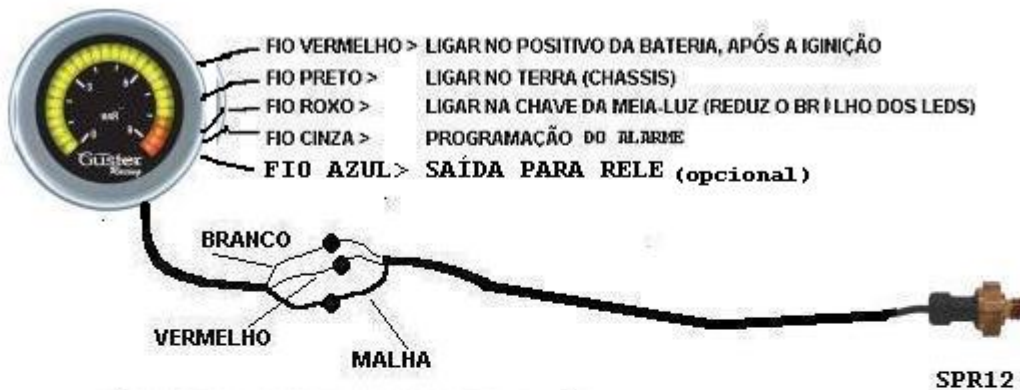 FIO VERMELHO > LIGAR NO POSITIVO DA BATERIA, APÓS A IGINIÇÃO
FIO PRETO > LIGAR NO TERRA (CHASSIS)
FIO ROXO > LIGAR NA CHAVE DA MEIA-LUZ (REDUZ O BRILHO DOS LEDS)
FIO CINZA > PROGRAMAÇÃO DO ALARME
FIO AZUL> SAÍDA PARA RELE (opcional)
Guster
Racing
BRANCO
VERMELHO
MALHA
SPR12